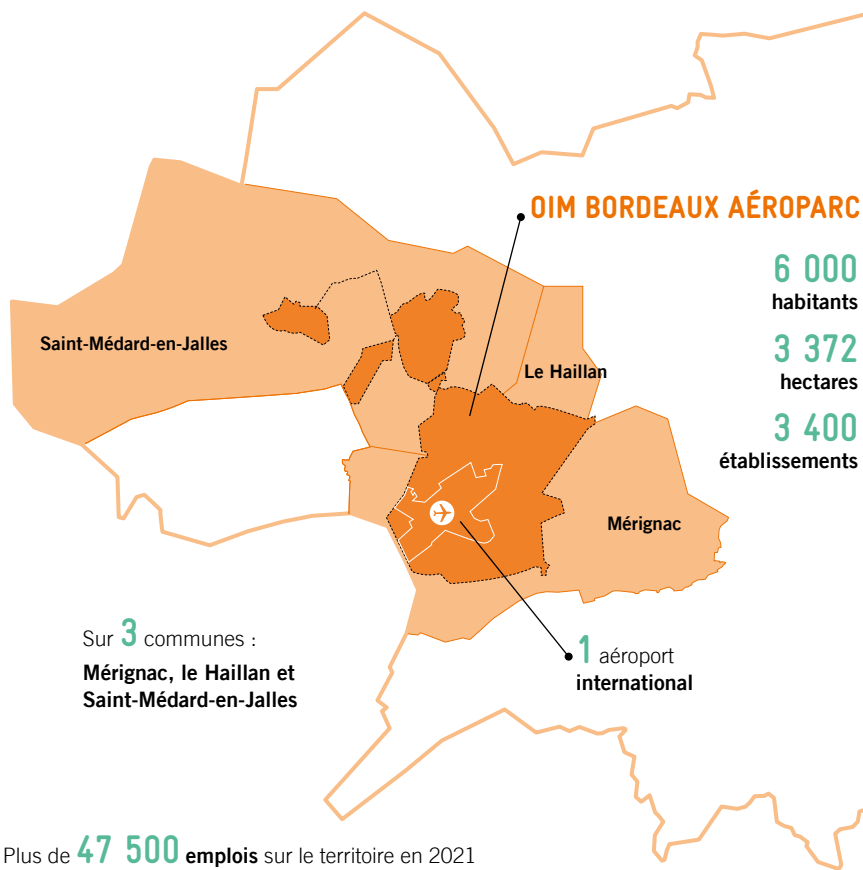 OIM BORDEAUX AÉROPARC
6 000
habitants
3 372
hectares
3 400
établissements
Saint-Médard-en-Jalles
Le Haillan
Mérignac
Sur 3 communes :
Mérignac, le Haillan et
Saint-Médard-en-Jalles
1 aéroport
international
Plus de 47 500 emplois sur le territoire en 2021